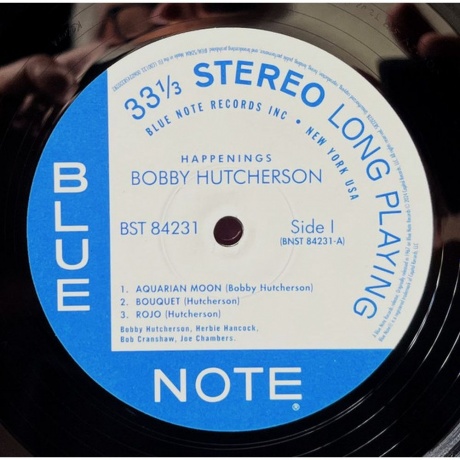 33⅓ STEREO LONG PLAYING
BLUE NOTE RECORDS INC • NEW YORK USA
HAPPENINGS
BOBBY HUTCHERSON
BST 84231
Side I
(BNST 84231-A)
1. AQUARIAN MOON (Bobby Hutcherson)
2. BOUQUET (Hutcherson)
3. ROJO (Hutcherson)
Bobby Hutcherson, Herbie Hancock,
Bob Cranshaw, Joe Chambers.
BLUE
NOTE®